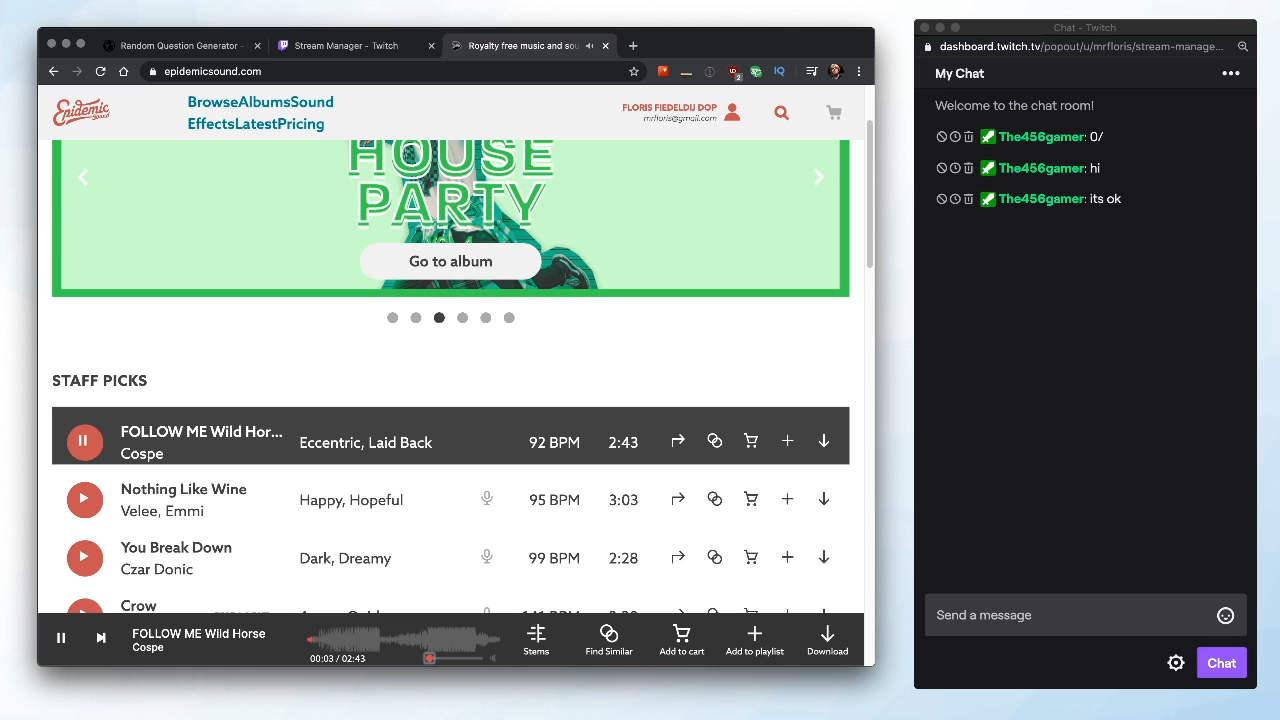 Random Question Generator -
Stream Manager - Twitch
Royalty free music and sou
epidemicsound.com
2
IQ
Epidemic
Sound
BrowseAlbumsSound
EffectsLatestPricing
FLORIS FIEDELDIJ DOP
mrfloris@gmail.com
HOUSE
PARTY
Go to album
STAFF PICKS
FOLLOW ME Wild Hor...
Cospe
Eccentric, Laid Back
92 BPM
2:43
Nothing Like Wine
Velee, Emmi
Happy, Hopeful
95 BPM
3:03
You Break Down
Czar Donic
Dark, Dreamy
99 BPM
2:28
Crow
FOLLOW ME Wild Horse
Cospe
00:03 / 02:43
Stems
Find Similar
Add to cart
Add to playlist
Download
Chat - Twitch
dashboard.twitch.tv/popout/u/mrfloris/stream-manage...
My Chat
Welcome to the chat room!
The456gamer: 0/
The456gamer: hi
The456gamer: its ok
Send a message
Chat